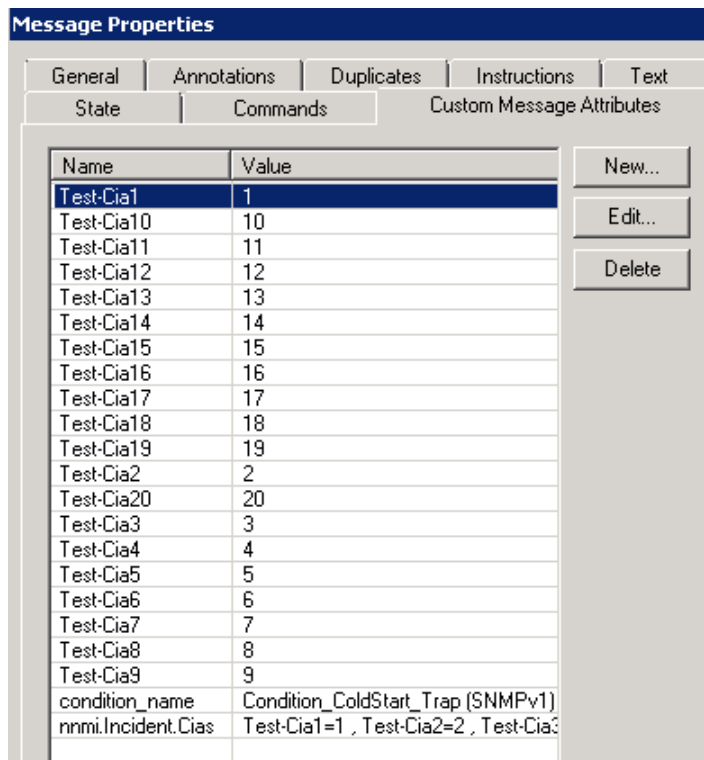 Message Properties
General Annotations Duplicates Instructions Text
State Commands Custom Message Attributes
Name Value
New...
Test-Cia1 1
Test-Cia10 10
Edit...
Test-Cia11 11
Test-Cia12 12
Delete
Test-Cia13 13
Test-Cia14 14
Test-Cia15 15
Test-Cia16 16
Test-Cia17 17
Test-Cia18 18
Test-Cia19 19
Test-Cia2 2
Test-Cia20 20
Test-Cia3 3
Test-Cia4 4
Test-Cia5 5
Test-Cia6 6
Test-Cia7 7
Test-Cia8 8
Test-Cia9 9
condition_name Condition_ColdStart_Trap (SNMPv1)
nnmi.Incident.Cias Test-Cia1=1 , Test-Cia2=2 , Test-Cia3